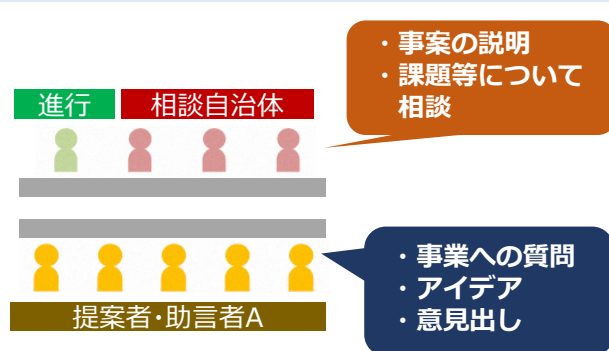 ・事案の説明
・課題等について
相談
進行
相談自治体
・事業への質問
・アイデア
・意見出し
提案者・助言者A